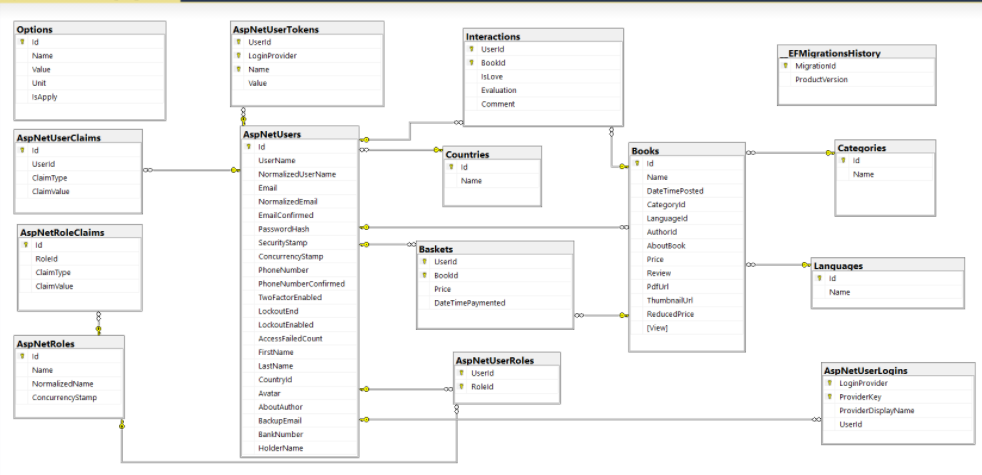 Options
Id
Name
Value
Unit
IsApply
AspNetUserTokens
UserId
LoginProvider
Name
Value
Interactions
UserId
BookId
IsLove
Evaluation
Comment
__EFMigrationsHistory
MigrationId
ProductVersion
AspNetUserClaims
Id
UserId
ClaimType
ClaimValue
AspNetUsers
Id
UserName
NormalizedUserName
Email
NormalizedEmail
EmailConfirmed
PasswordHash
SecurityStamp
ConcurrencyStamp
PhoneNumber
PhoneNumberConfirmed
TwoFactorEnabled
LockoutEnd
LockoutEnabled
AccessFailedCount
FirstName
LastName
CountryId
Avatar
AboutAuthor
BackupEmail
BankNumber
HolderName
Countries
Id
Name
Books
Id
Name
DateTimePosted
CategoryId
LanguageId
AuthorId
AboutBook
Price
Review
PdfUrl
ThumbnailUrl
ReducedPrice
[View]
Categories
Id
Name
AspNetRoleClaims
Id
RoleId
ClaimType
ClaimValue
Baskets
UserId
BookId
Price
DateTimePaymented
Languages
Id
Name
AspNetRoles
Id
Name
NormalizedName
ConcurrencyStamp
AspNetUserRoles
UserId
RoleId
AspNetUserLogins
LoginProvider
ProviderKey
ProviderDisplayName
UserId